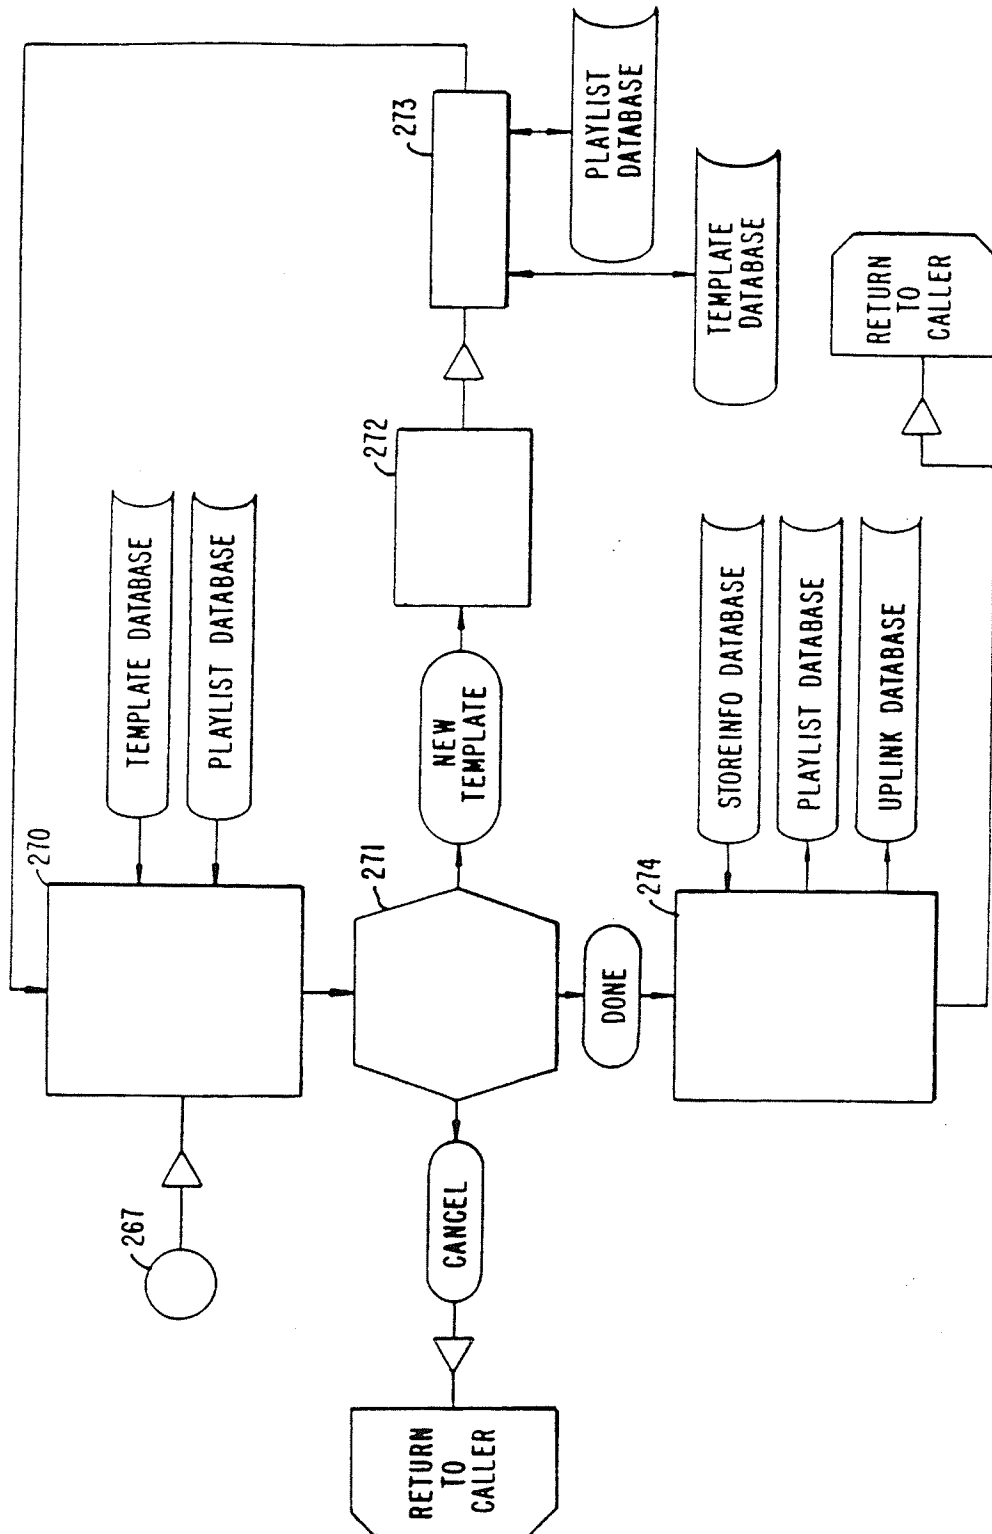 267
270
TEMPLATE DATABASE
PLAYLIST DATABASE
271
CANCEL
RETURN
TO
CALLER
NEW
TEMPLATE
272
273
PLAYLIST
DATABASE
TEMPLATE
DATABASE
DONE
274
STOREINFO DATABASE
PLAYLIST DATABASE
UPLINK DATABASE
RETURN
TO
CALLER